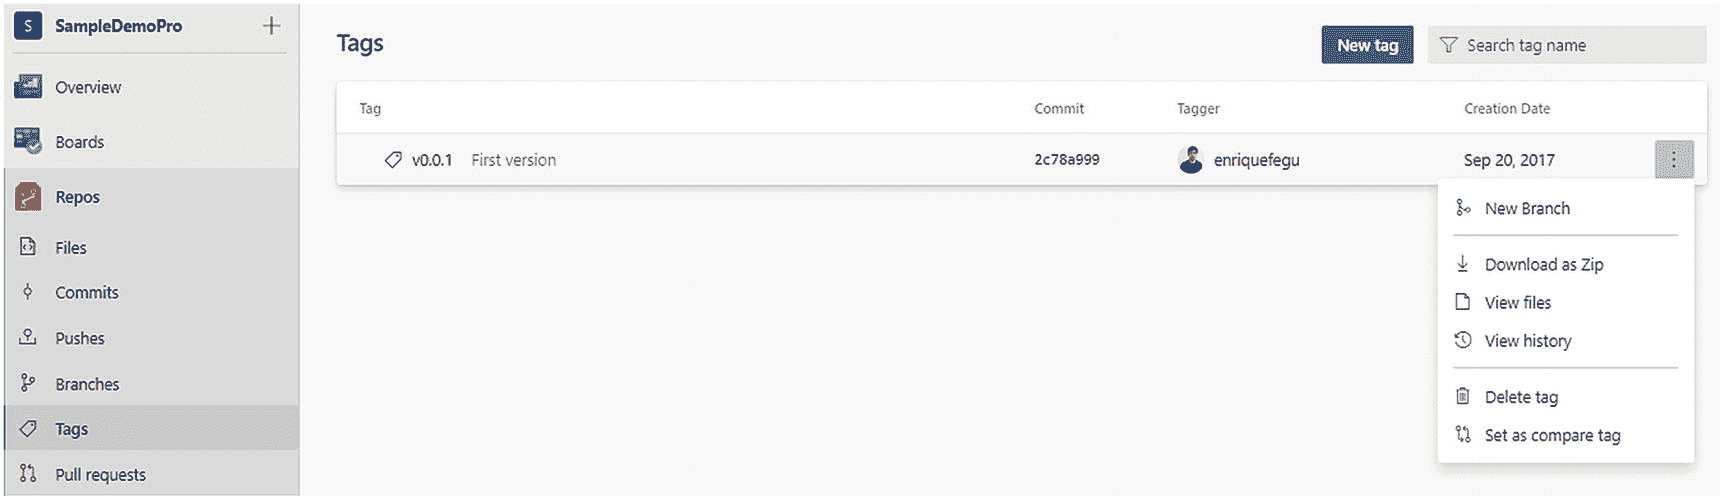 S SampleDemoPro +
Overview
Boards
Repos
Files
Commits
Pushes
Branches
Tags
Pull requests
Tags
New tag
Search tag name
Tag Commit Tagger Creation Date
v0.0.1 First version 2c78a999 enriquefegu Sep 20, 2017
New Branch
Download as Zip
View files
View history
Delete tag
Set as compare tag